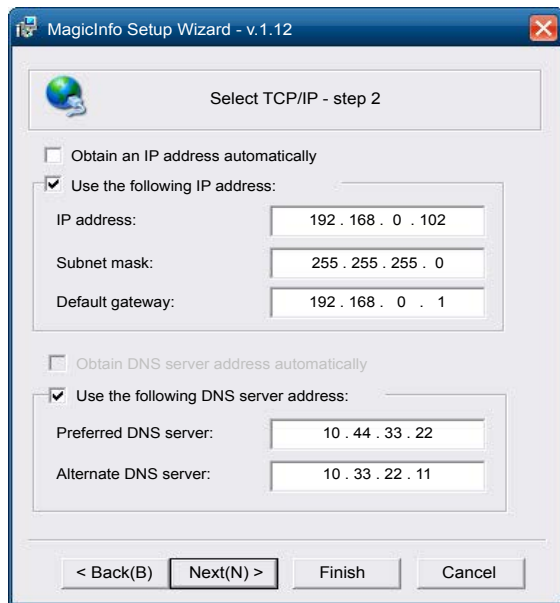 MagicInfo Setup Wizard - v.1.12
Select TCP/IP - step 2
Obtain an IP address automatically
Use the following IP address:
IP address: 192 . 168 . 0 . 102
Subnet mask: 255 . 255 . 255 . 0
Default gateway: 192 . 168 . 0 . 1
Obtain DNS server address automatically
Use the following DNS server address:
Preferred DNS server: 10 . 44 . 33 . 22
Alternate DNS server: 10 . 33 . 22 . 11
< Back(B) Next(N) > Finish Cancel